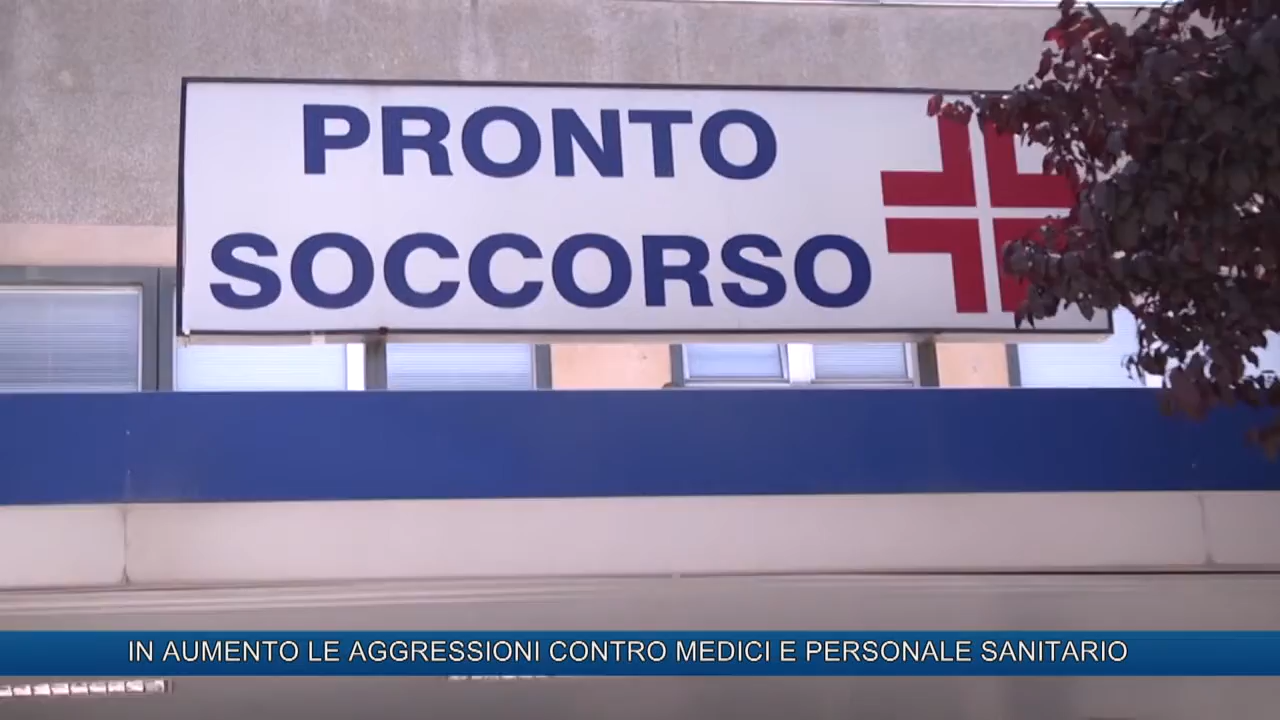 PRONTO
SOCCORSO
IN AUMENTO LE AGGRESSIONI CONTRO MEDICI E PERSONALE SANITARIO